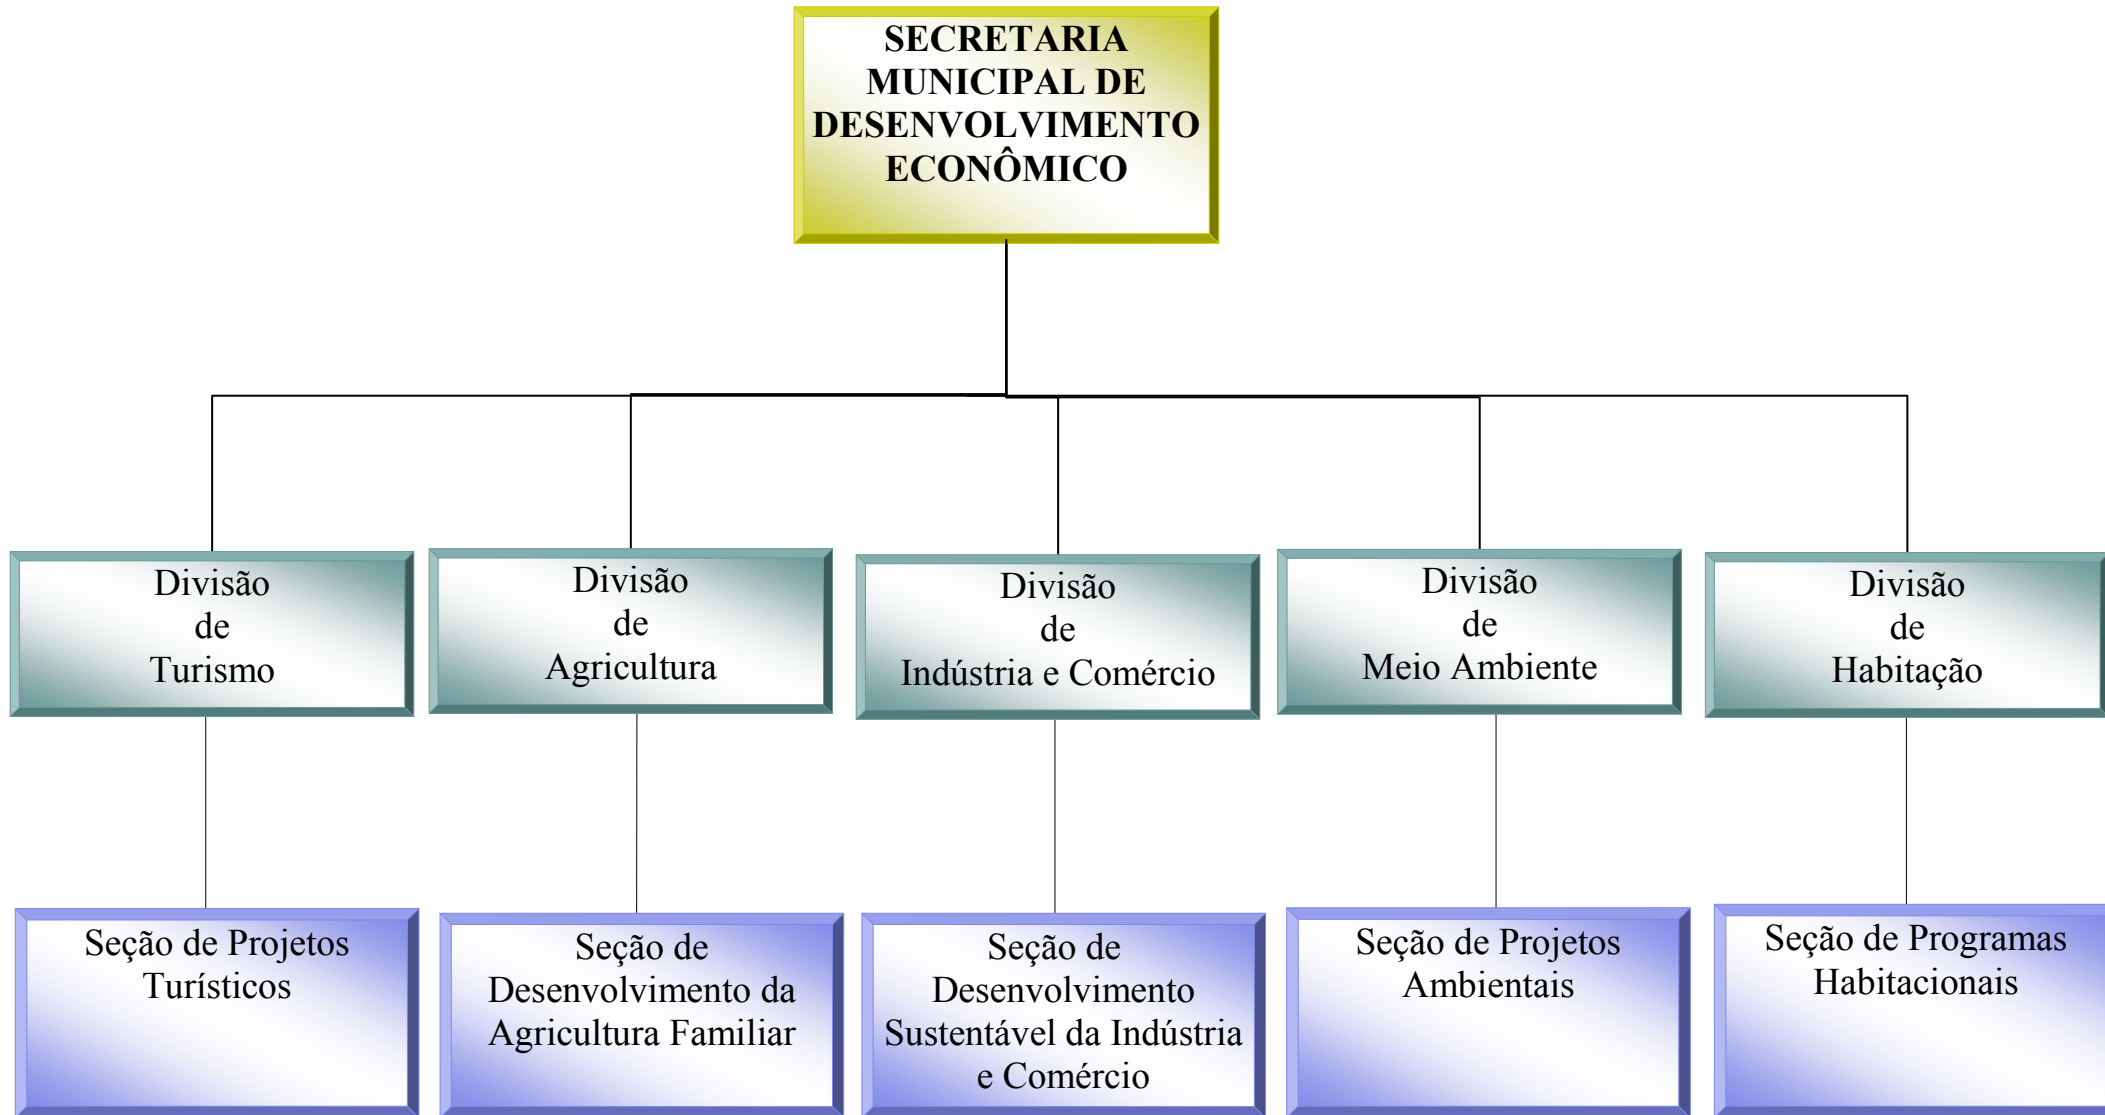 SECRETARIA
MUNICIPAL DE
DESENVOLVIMENTO
ECONÔMICO
Divisão
de
Turismo
Divisão
de
Agricultura
Divisão
de
Indústria e Comércio
Divisão
de
Meio Ambiente
Divisão
de
Habitação
Seção de Projetos
Turísticos
Seção de
Desenvolvimento da
Agricultura Familiar
Seção de
Desenvolvimento
Sustentável da Indústria
e Comércio
Seção de Projetos
Ambientais
Seção de Programas
Habitacionais